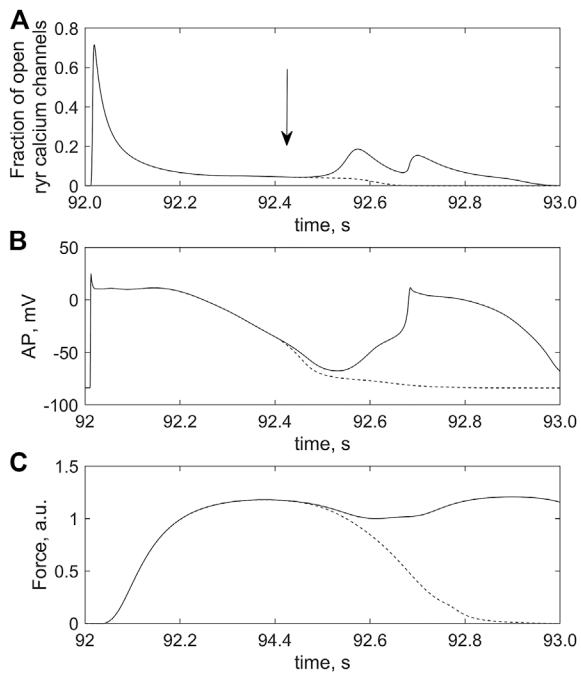 A
Fraction of open
ryr calcium channels
0.8
0.6
0.4
0.2
0
92.0 92.2 92.4 92.6 92.8 93.0
time, s
B
AP, mV
50
0
-50
-100
92 92.2 92.4 92.6 92.8 93.0
time, s
C
Force, a.u.
1.5
1
0.5
0
92 92.2 94.4 92.6 92.8 93.0
time, s